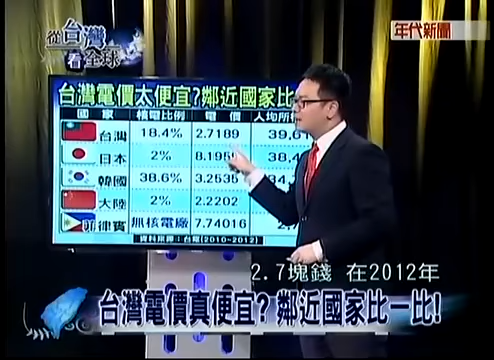 從台灣
看全球
年代新聞
台灣電價太便宜?鄰近國家比
國家 核電比例 電價 人均所
台灣 18.4% 2.7189 39,6
日本 2% 8.195 38,4
韓國 38.6% 3.2535
大陸 2% 2.2202
菲律賓 無核電廠 7.74016
資料來源:台電(2010~2012)
2.7塊錢 在2012年
台灣電價真便宜? 鄰近國家比一比!